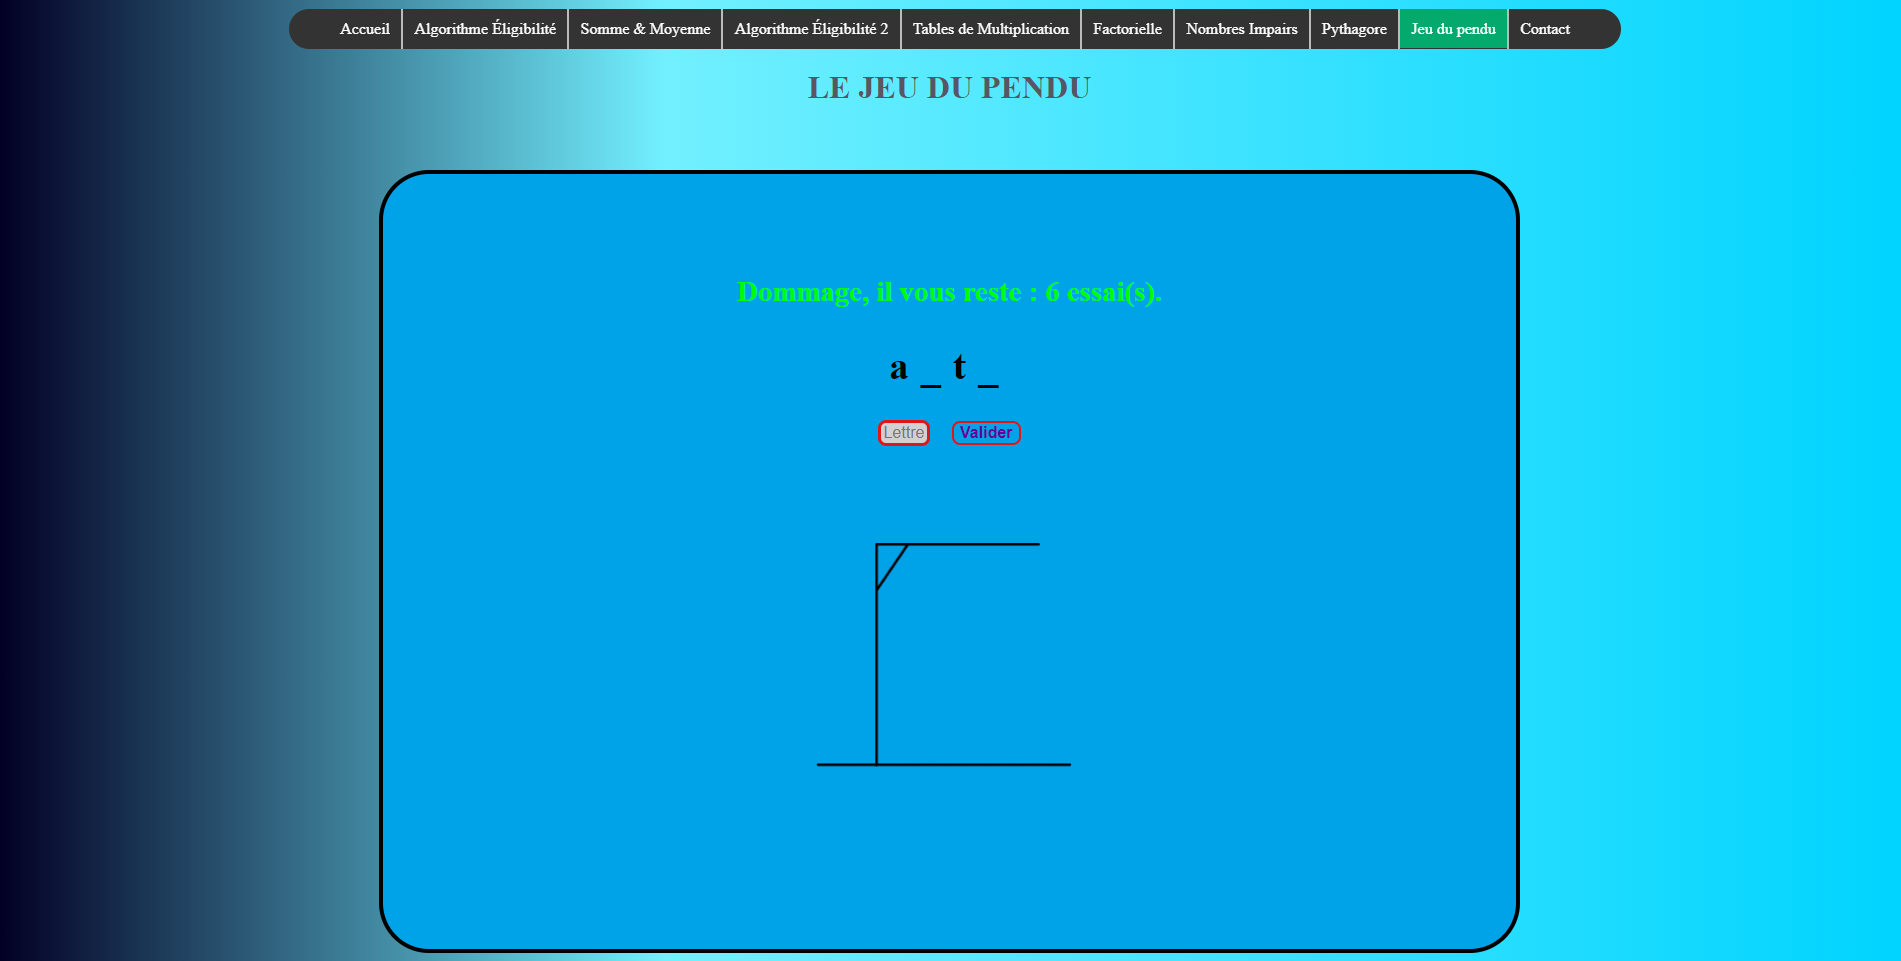 Accueil Algorithme Éligibilité Somme & Moyenne Algorithme Éligibilité 2 Tables de Multiplication Factorielle Nombres Impairs Pythagore Jeu du pendu Contact
LE JEU DU PENDU
Dommage, il vous reste : 6 essai(s).
a _ t _
Lettre Valider